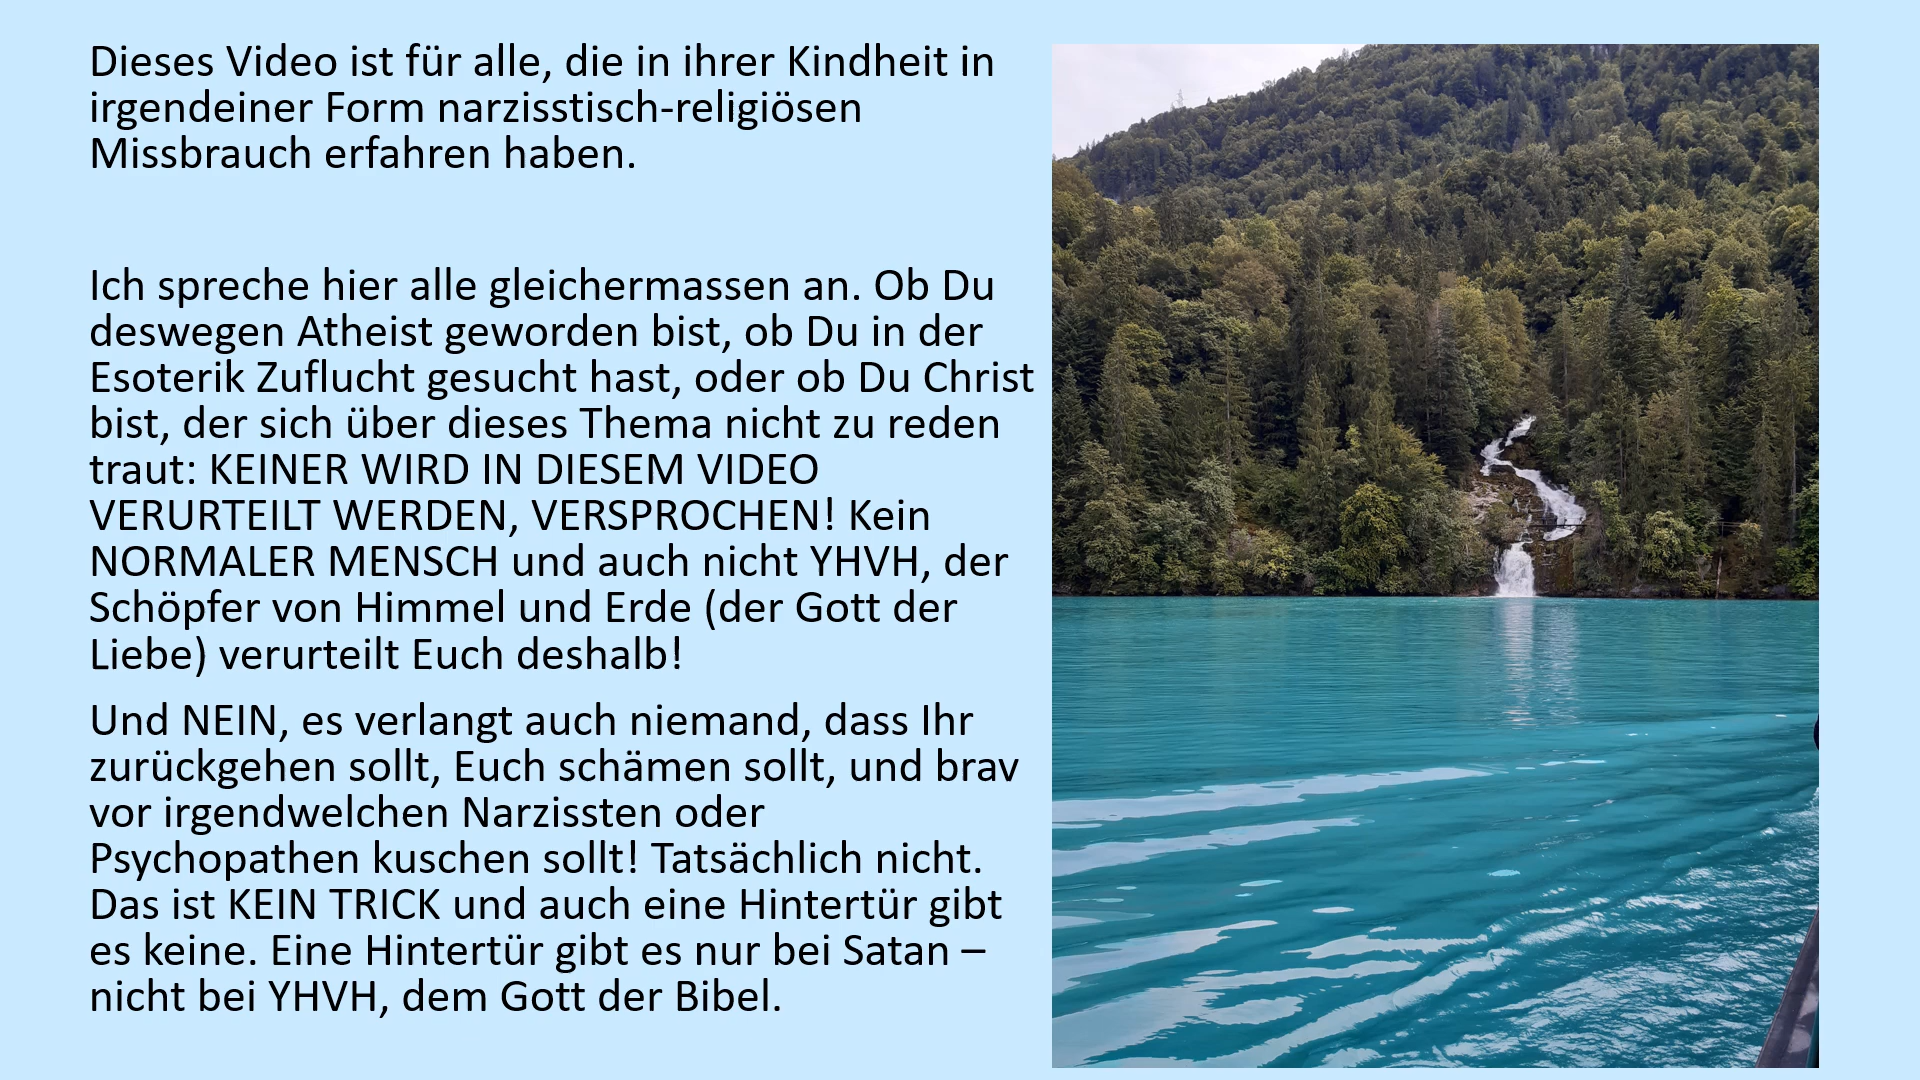 Dieses Video ist für alle, die in ihrer Kindheit in
irgendeiner Form narzisstisch-religiösen
Missbrauch erfahren haben.
Ich spreche hier alle gleichermassen an. Ob Du
deswegen Atheist geworden bist, ob Du in der
Esoterik Zuflucht gesucht hast, oder ob Du Christ
bist, der sich über dieses Thema nicht zu reden
traut: KEINER WIRD IN DIESEM VIDEO
VERURTEILT WERDEN, VERSPROCHEN! Kein
NORMALER MENSCH und auch nicht YHVH, der
Schöpfer von Himmel und Erde (der Gott der
Liebe) verurteilt Euch deshalb!
Und NEIN, es verlangt auch niemand, dass Ihr
zurückgehen sollt, Euch schämen sollt, und brav
vor irgendwelchen Narzissten oder
Psychopathen kuschen sollt! Tatsächlich nicht.
Das ist KEIN TRICK und auch eine Hintertür gibt
es keine. Eine Hintertür gibt es nur bei Satan –
nicht bei YHVH, dem Gott der Bibel.